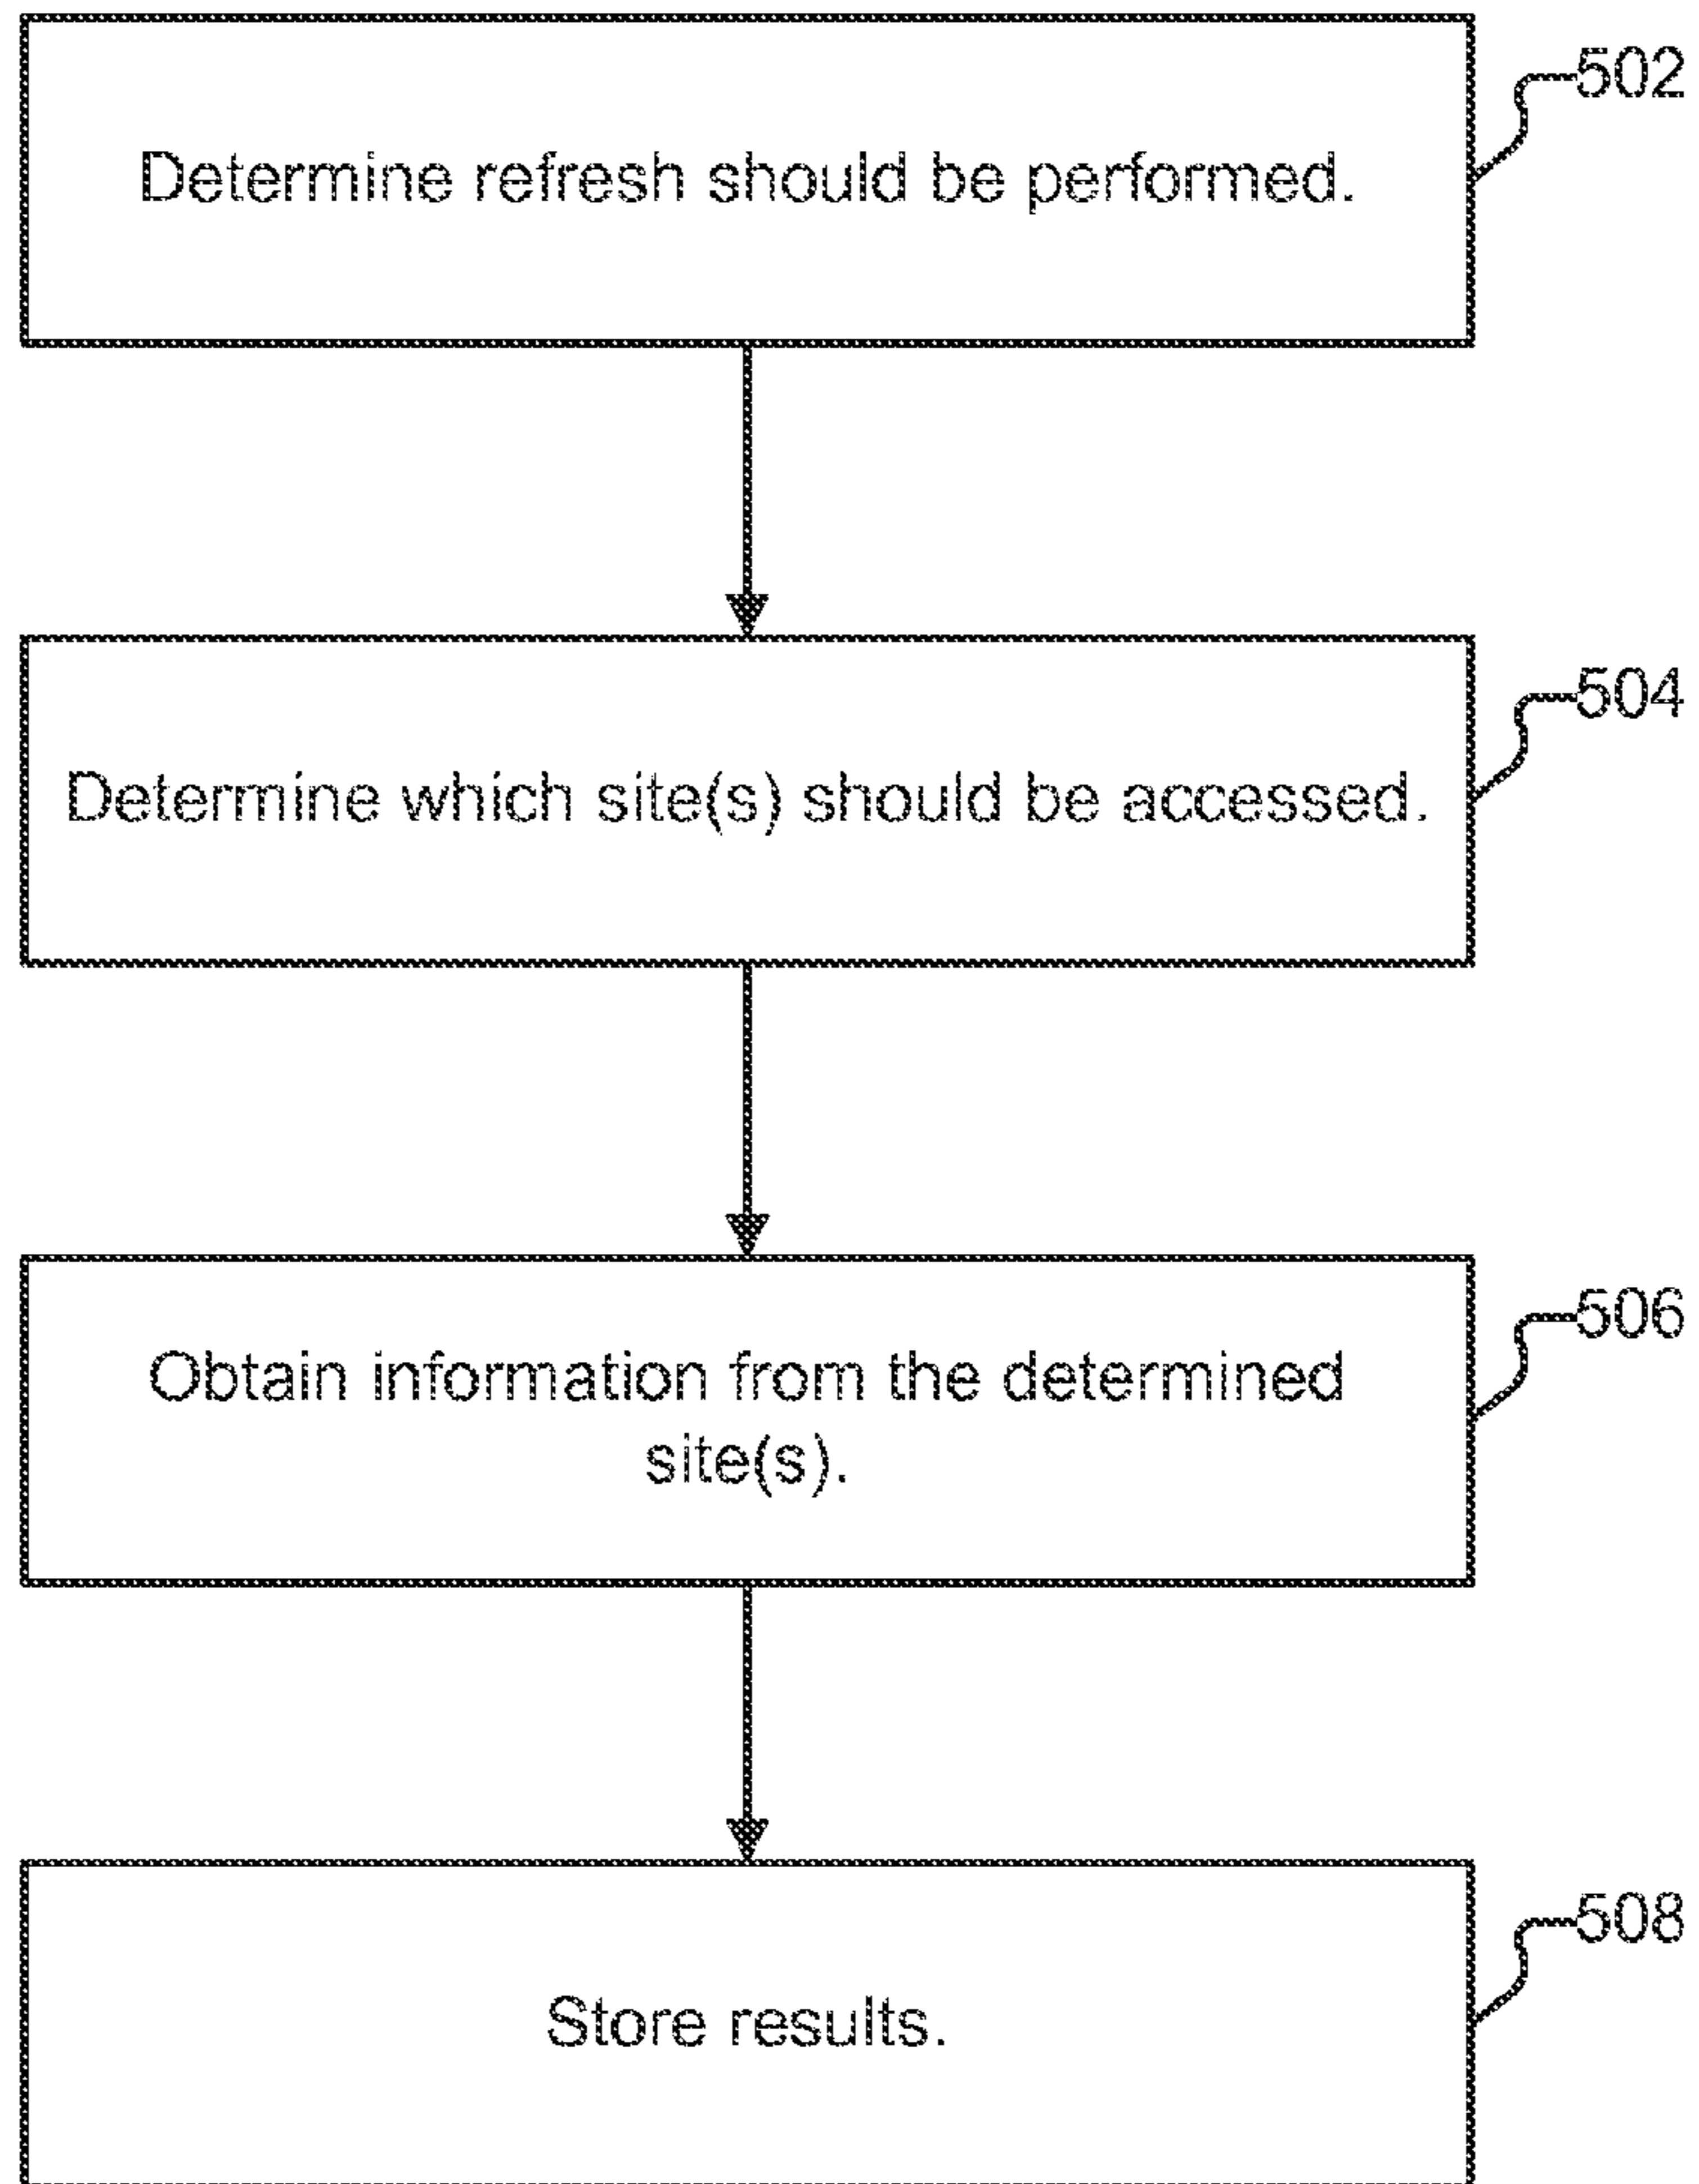 502
Determine refresh should be performed.
504
Determine which site(s) should be accessed.
506
Obtain information from the determined
site(s).
508
Store results.